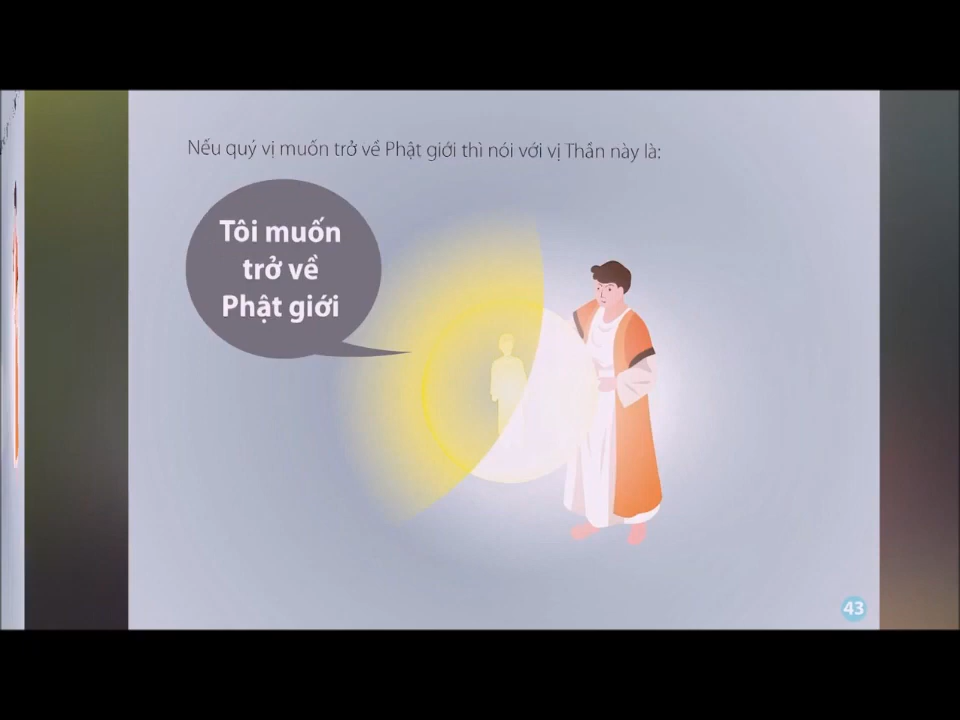 Nếu quý vị muốn trở về Phật giới thì nói với vị Thần này là:
Tôi muốn
trở về
Phật giới
43